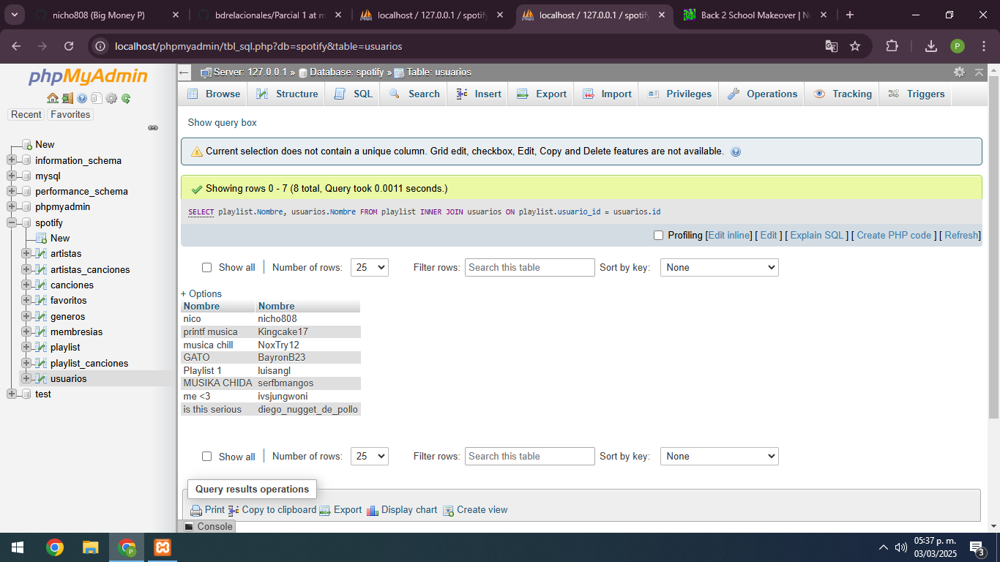 nicho808 (Big Money P)
bdrelacionales/Parcial 1 at m
localhost / 127.0.0.1 / spotify
localhost / 127.0.0.1 / spotify
Back 2 School Makeover | N
localhost/phpmyadmin/tbl_sql.php?db=spotify&table=usuarios
P
phpMyAdmin
Recent Favorites
New
information_schema
mysql
performance_schema
phpmyadmin
spotify
New
artistas
artistas_canciones
canciones
favoritos
generos
membresias
playlist
playlist_canciones
usuarios
test
Server: 127.0.0.1 » Database: spotify » Table: usuarios
Browse Structure SQL Search Insert Export Import Privileges Operations Tracking Triggers
Show query box
Current selection does not contain a unique column. Grid edit, checkbox, Edit, Copy and Delete features are not available.
Showing rows 0 - 7 (8 total, Query took 0.0011 seconds.)
SELECT playlist.Nombre, usuarios.Nombre FROM playlist INNER JOIN usuarios ON playlist.usuario_id = usuarios.id
Profiling [Edit inline] [ Edit ] [ Explain SQL ] [ Create PHP code ] [ Refresh]
Show all Number of rows: 25 Filter rows: Search this table Sort by key: None
+ Options
Nombre Nombre
nico nicho808
printf musica Kingcake17
musica chill NoxTry12
GATO BayronB23
Playlist 1 luisangl
MUSIKA CHIDA serfbmangos
me <3 ivsjungwoni
is this serious diego_nugget_de_pollo
Show all Number of rows: 25 Filter rows: Search this table Sort by key: None
Query results operations
Print Copy to clipboard Export Display chart Create view
Console
P
05:37 p. m.
03/03/2025
3